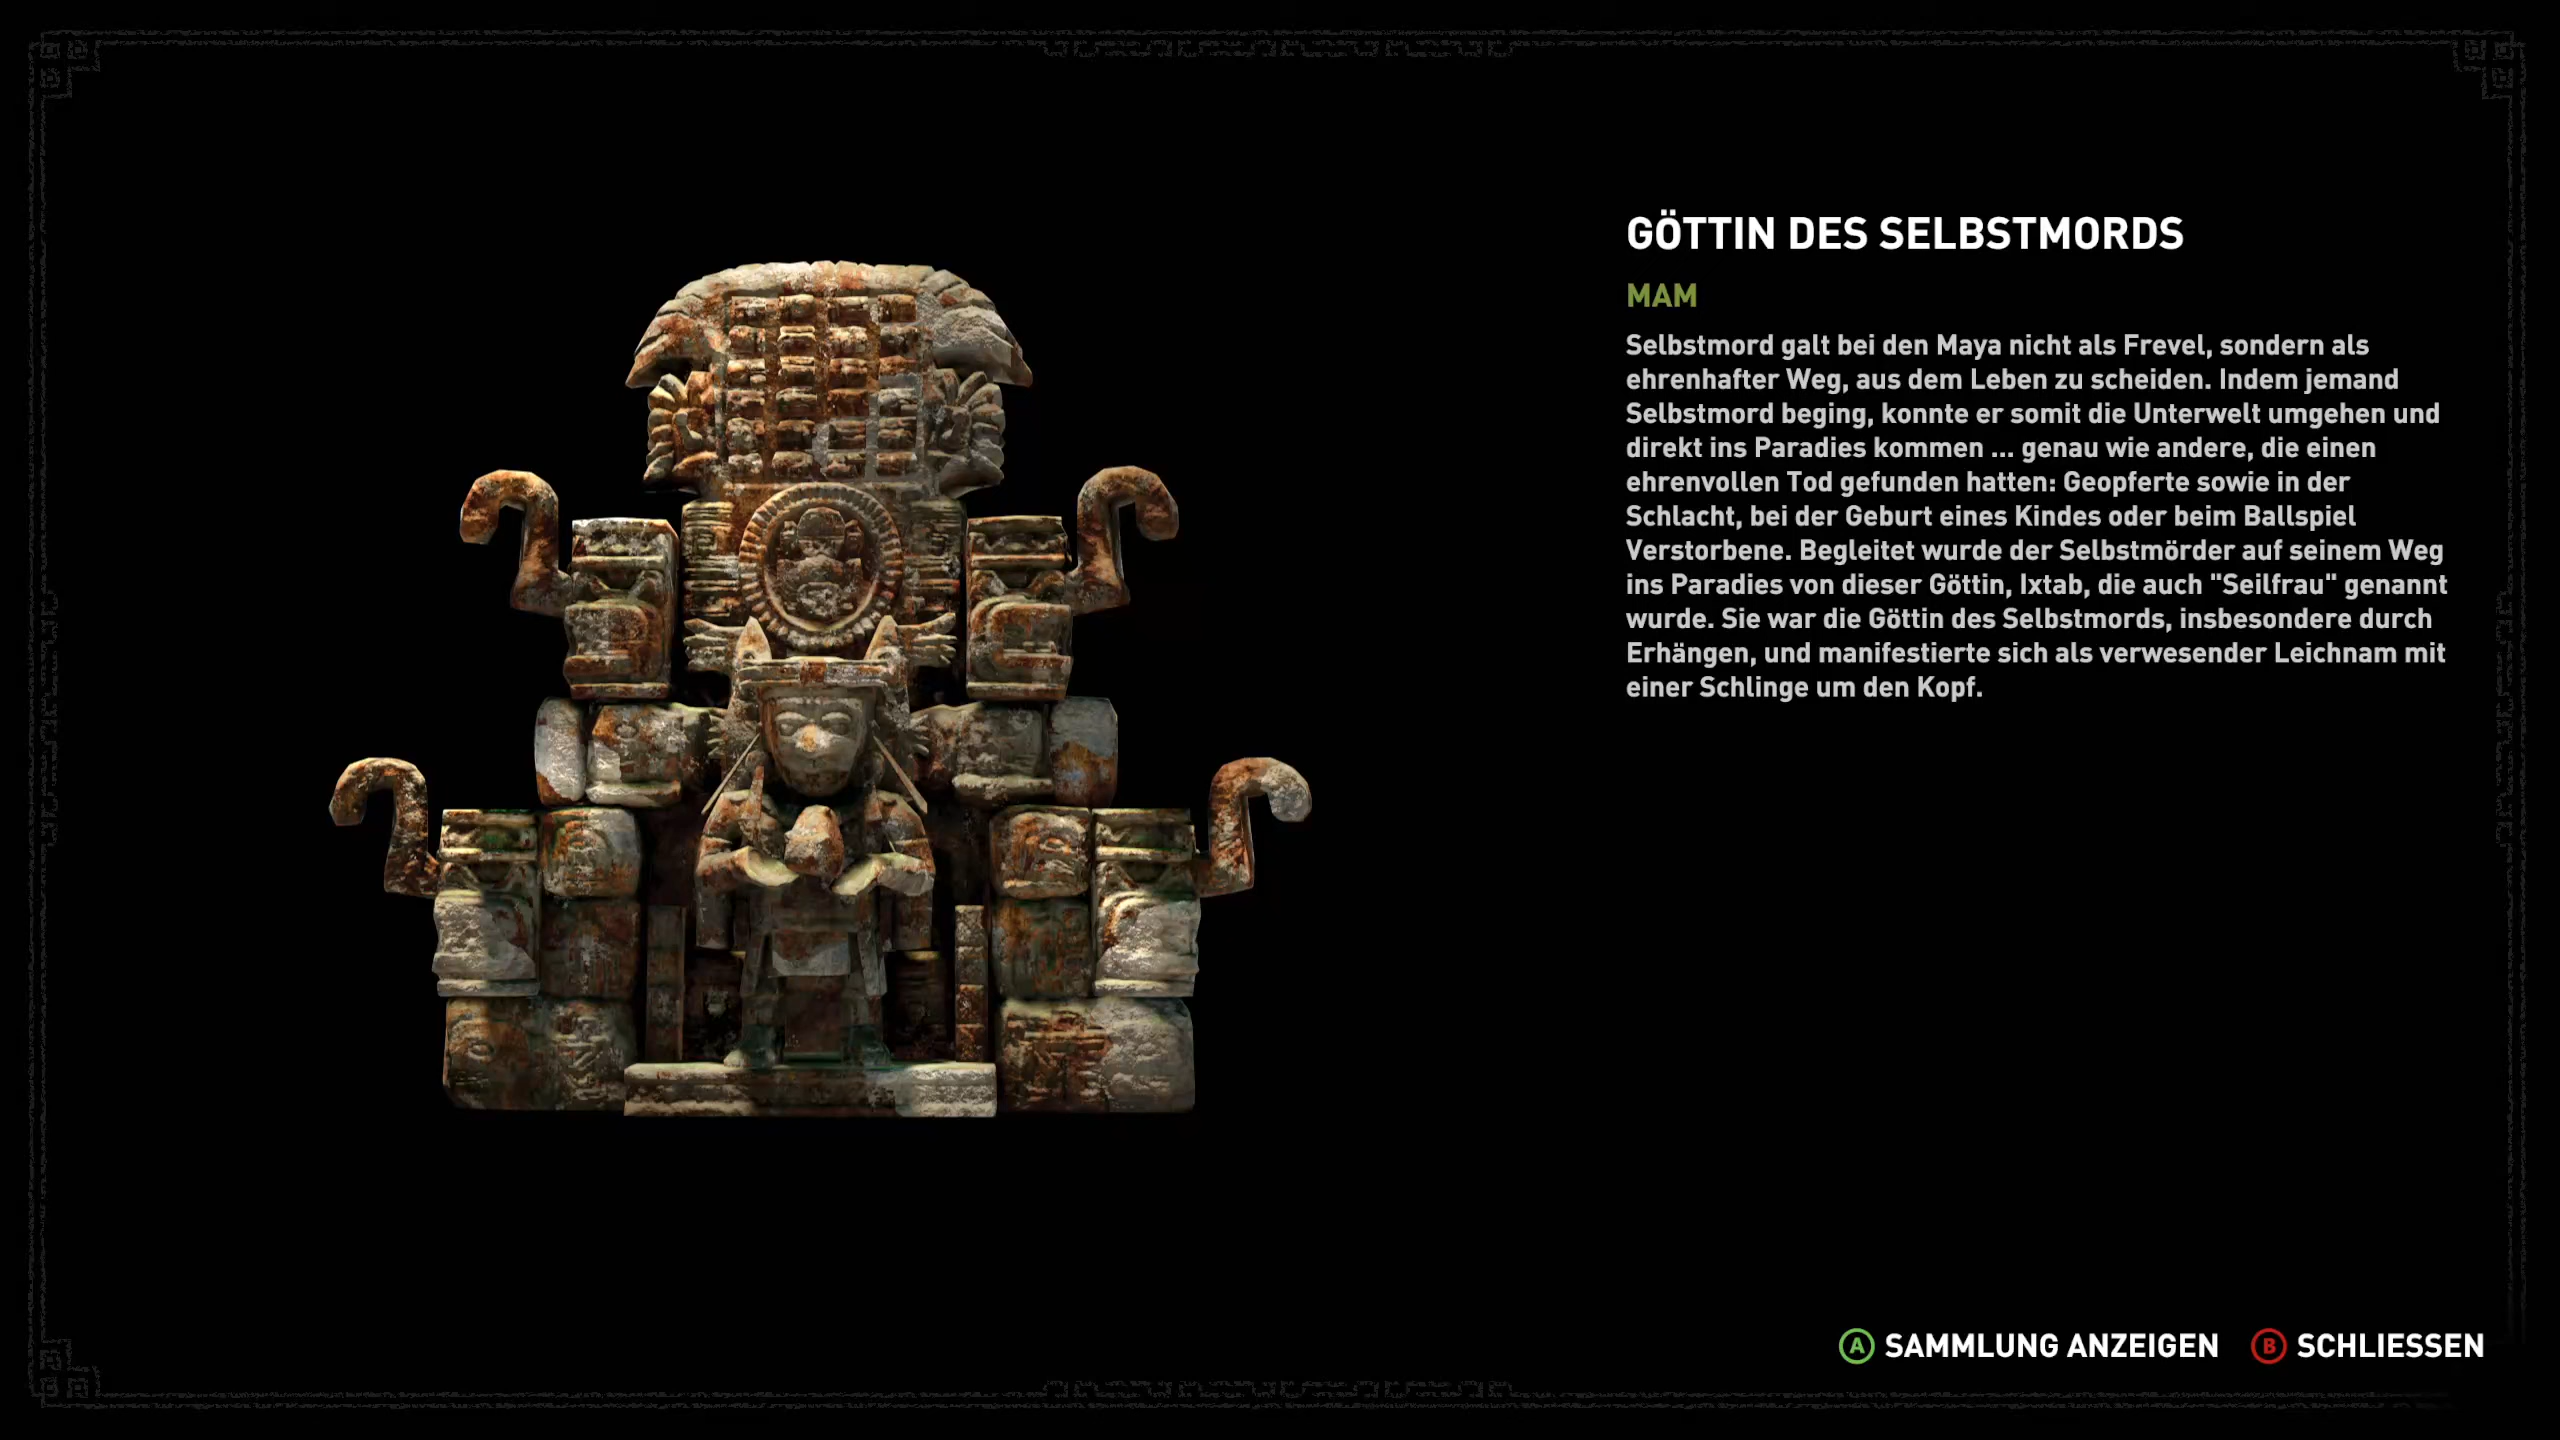 GÖTTIN DES SELBSTMORDS
MAM
Selbstmord galt bei den Maya nicht als Frevel, sondern als
ehrenhafter Weg, aus dem Leben zu scheiden. Indem jemand
Selbstmord beging, konnte er somit die Unterwelt umgehen und
direkt ins Paradies kommen ... genau wie andere, die einen
ehrenvollen Tod gefunden hatten: Geopferte sowie in der
Schlacht, bei der Geburt eines Kindes oder beim Ballspiel
Verstorbene. Begleitet wurde der Selbstmörder auf seinem Weg
ins Paradies von dieser Göttin, Ixtab, die auch "Seilfrau" genannt
wurde. Sie war die Göttin des Selbstmords, insbesondere durch
Erhängen, und manifestierte sich als verwesender Leichnam mit
einer Schlinge um den Kopf.
A SAMMLUNG ANZEIGEN B SCHLIESSEN